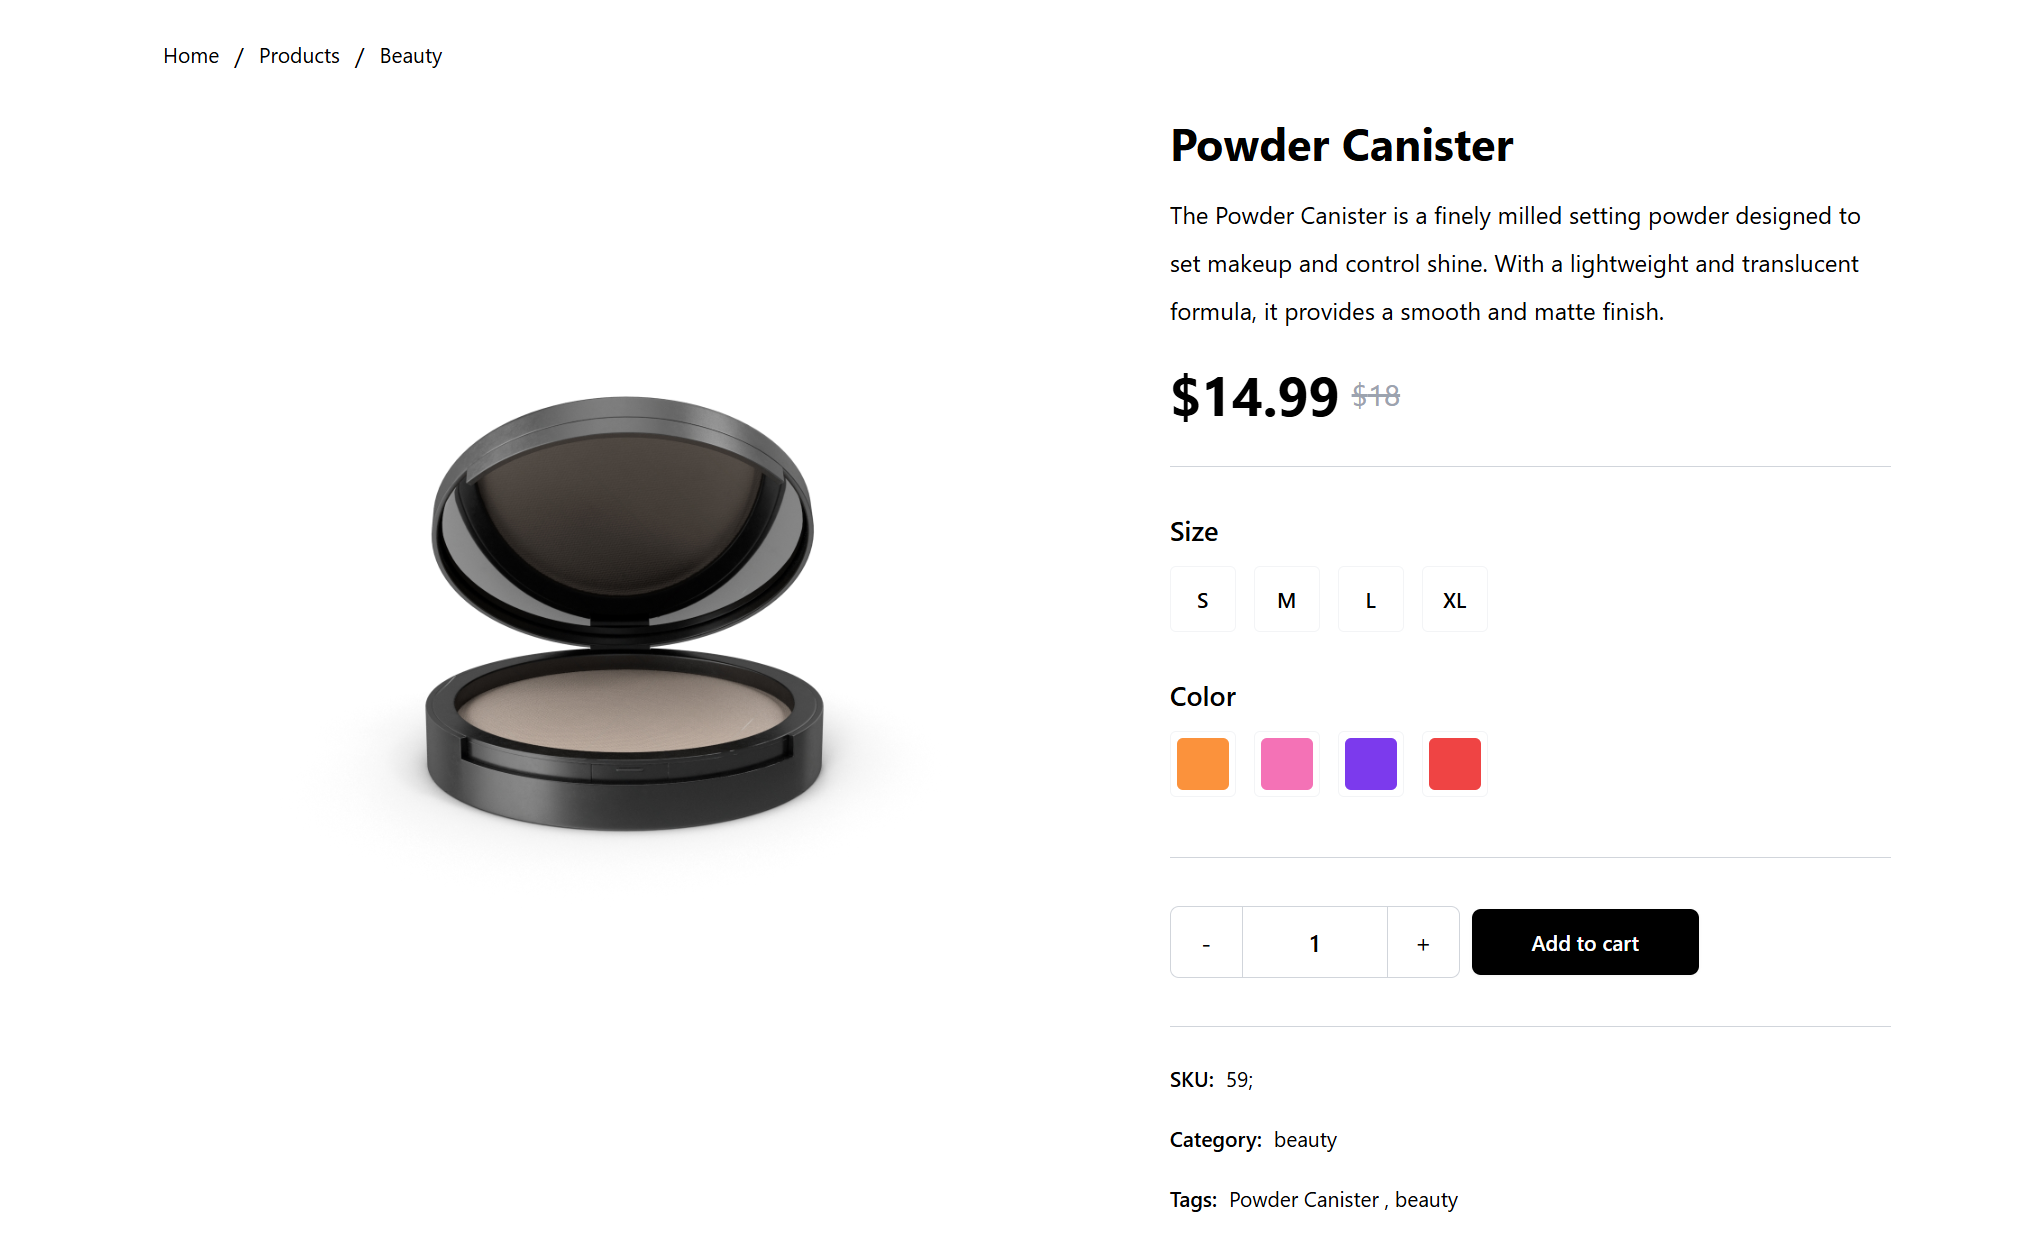 Home / Products / Beauty
Powder Canister
The Powder Canister is a finely milled setting powder designed to
set makeup and control shine. With a lightweight and translucent
formula, it provides a smooth and matte finish.
$14.99 $18
Size
S M L XL
Color
- 1 + Add to cart
SKU: 59;
Category: beauty
Tags: Powder Canister , beauty